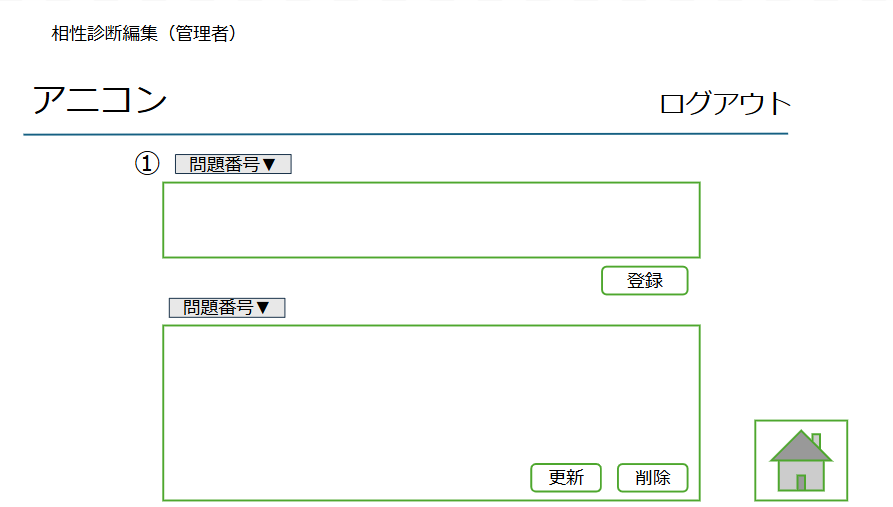 相性診断編集（管理者）
アニコン
ログアウト
① 問題番号▼
登録
問題番号▼
更新
削除